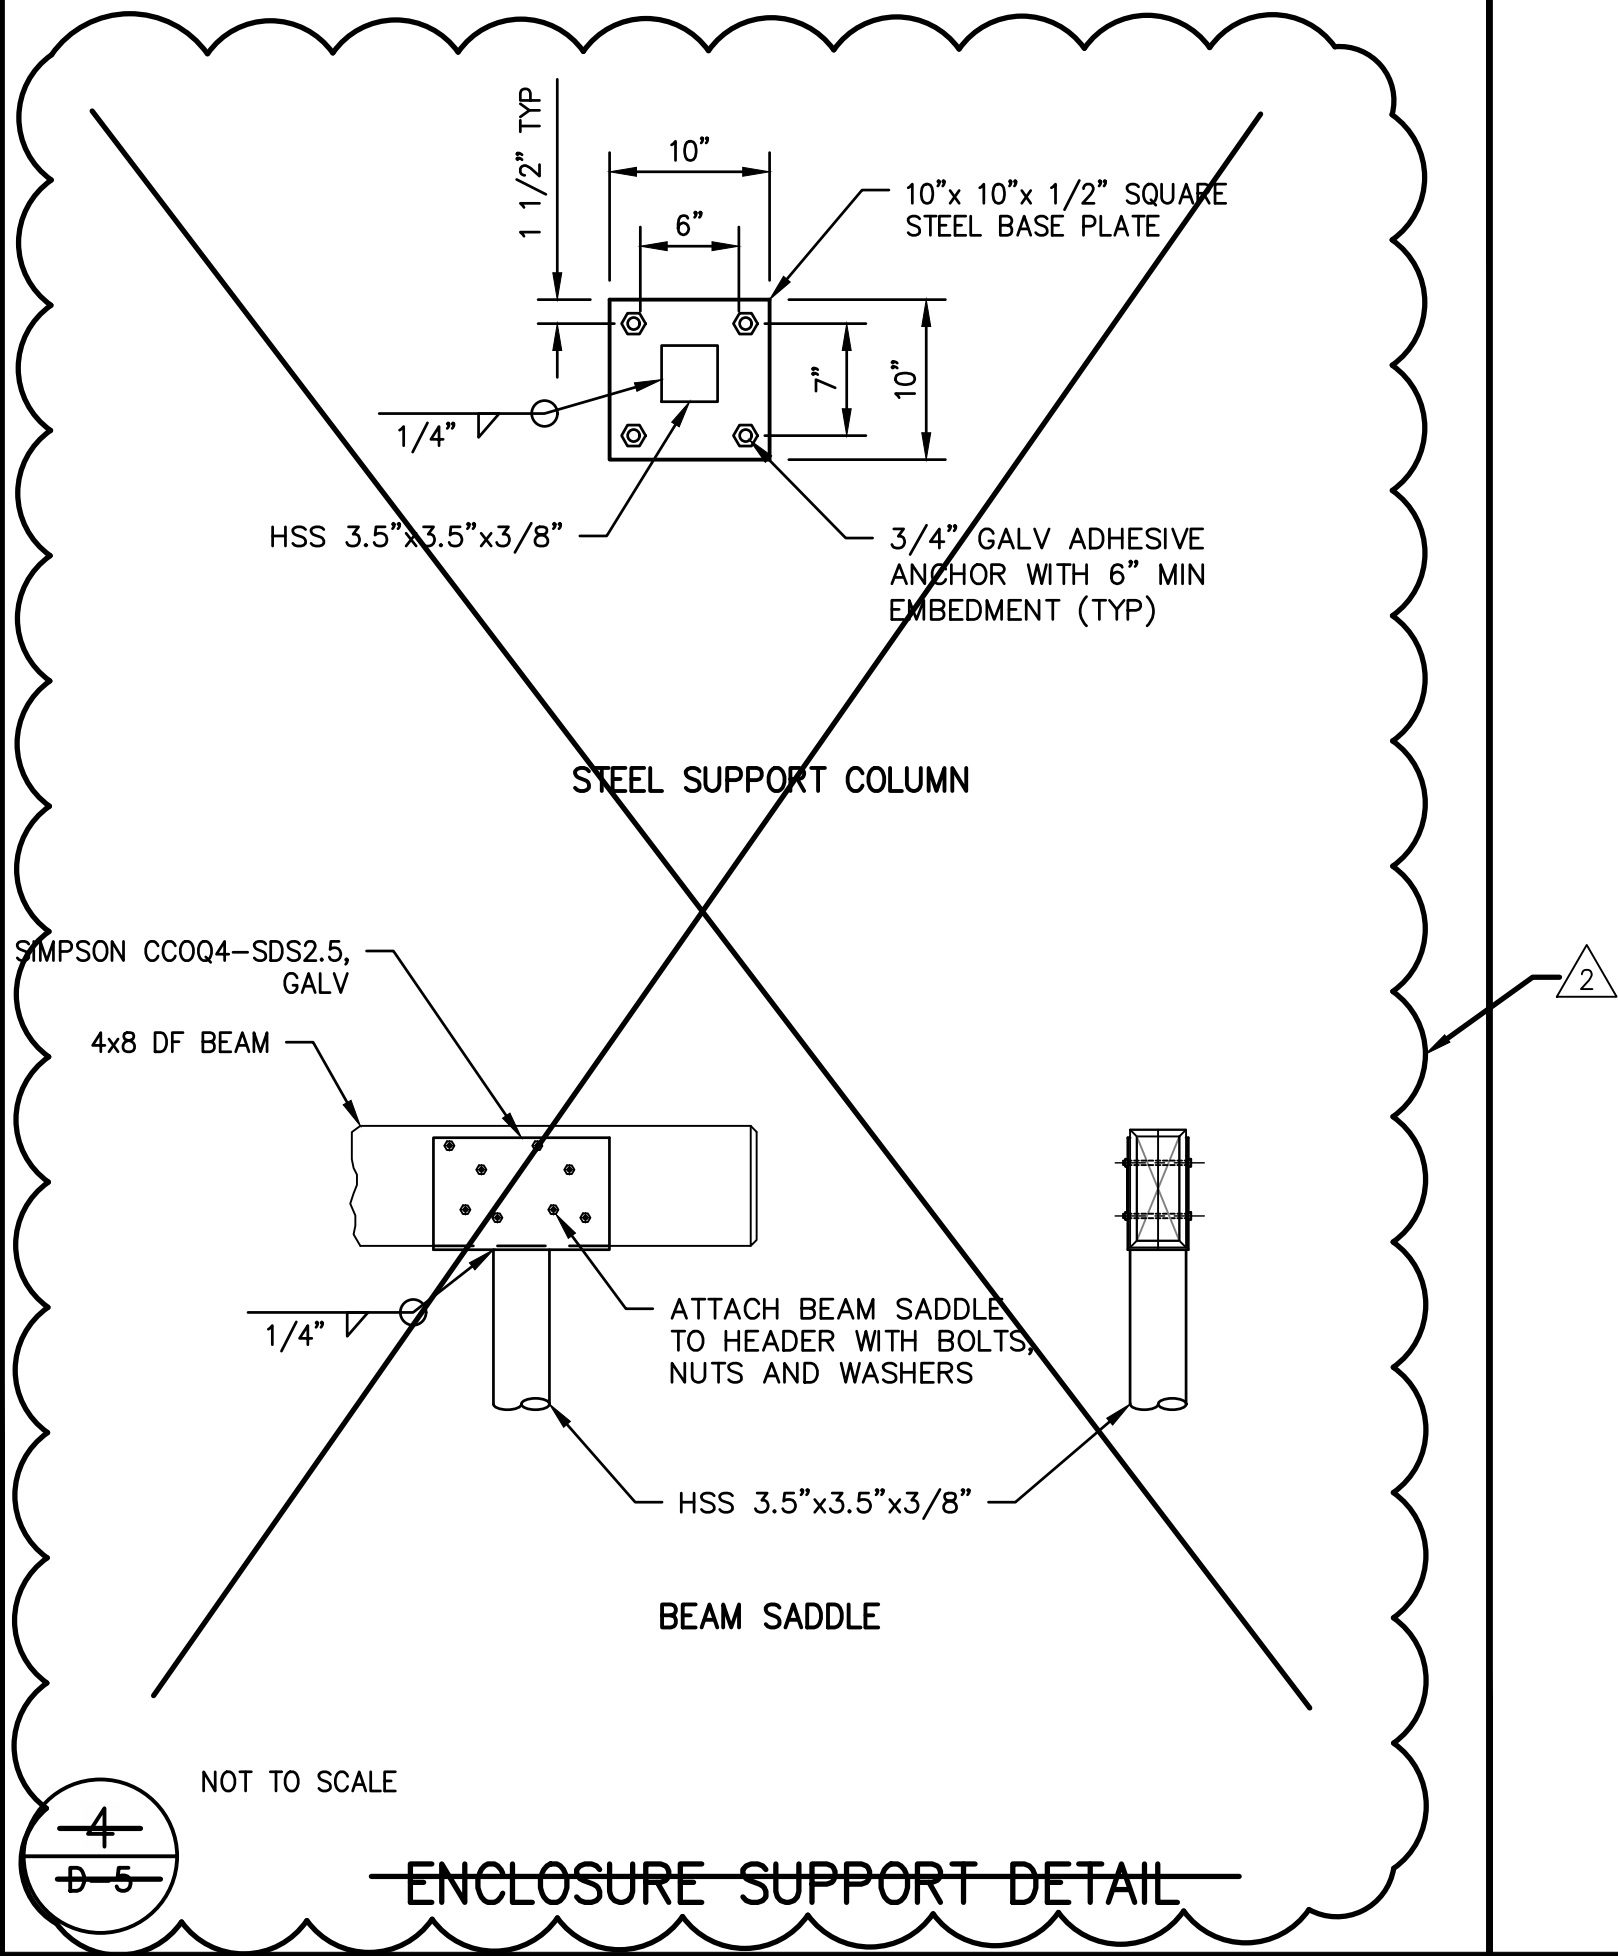 1 1/2" TYP
10"
6"
10"x 10"x 1/2" SQUARE
STEEL BASE PLATE
7"
10"
1/4"
HSS 3.5"x3.5"x3/8"
3/4" GALV ADHESIVE
ANCHOR WITH 6" MIN
EMBEDMENT (TYP)
STEEL SUPPORT COLUMN
SIMPSON CCOQ4-SDS2.5,
GALV
2
4x8 DF BEAM
1/4"
ATTACH BEAM SADDLE
TO HEADER WITH BOLTS,
NUTS AND WASHERS
HSS 3.5"x3.5"x3/8"
BEAM SADDLE
NOT TO SCALE
4
D-5
ENCLOSURE SUPPORT DETAIL